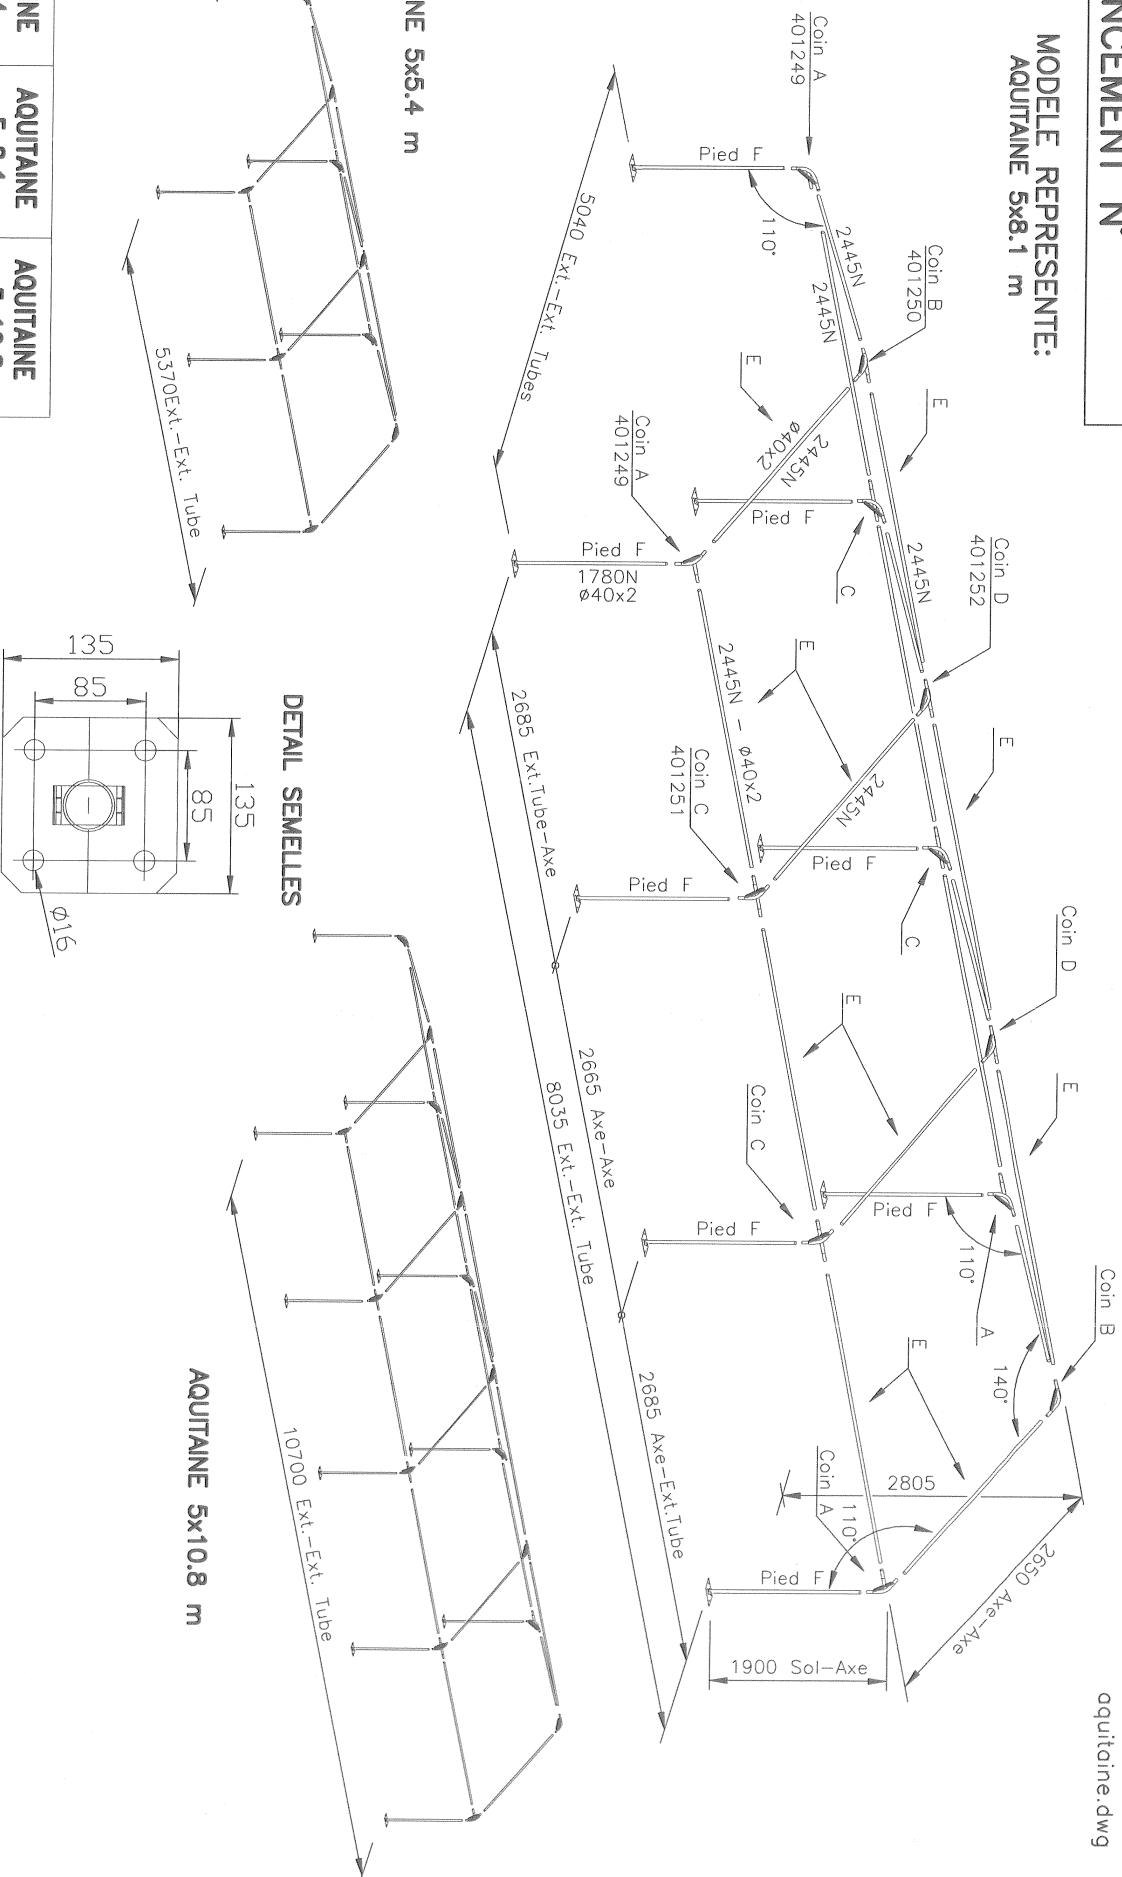 NCEMENT N°
MODELE REPRESENTE:
AQUITAINE 5x8.1 m
aquitaine.dwg
Coin A
401249
Pied F
110°
2445N
2445N
Coin B
401250
E
5040 Ext.-Ext. Tubes
E
2445N
Ø40x2
Coin A
401249
Pied F
C
2445N
Coin D
401252
E
Pied F
1780N
Ø40x2
E
2445N - Ø40x2
2445N
Coin C
401251
Pied F
C
Coin D
E
Pied F
2685 Ext.Tube-Axe
2665 Axe-Axe
8035 Ext.-Ext. Tube
2685 Axe-Ext.Tube
E
Coin C
Pied F
Pied F
110°
A
140°
Coin B
E
Coin A
110°
2805
2650 Axe-Axe
Pied F
1900 Sol-Axe
NE 5x5.4 m
5370Ext.-Ext. Tube
DETAIL SEMELLES
135
85
135
85
Ø16
AQUITAINE 5x10.8 m
10700 Ext.-Ext. Tube
NE
AQUITAINE
AQUITAINE